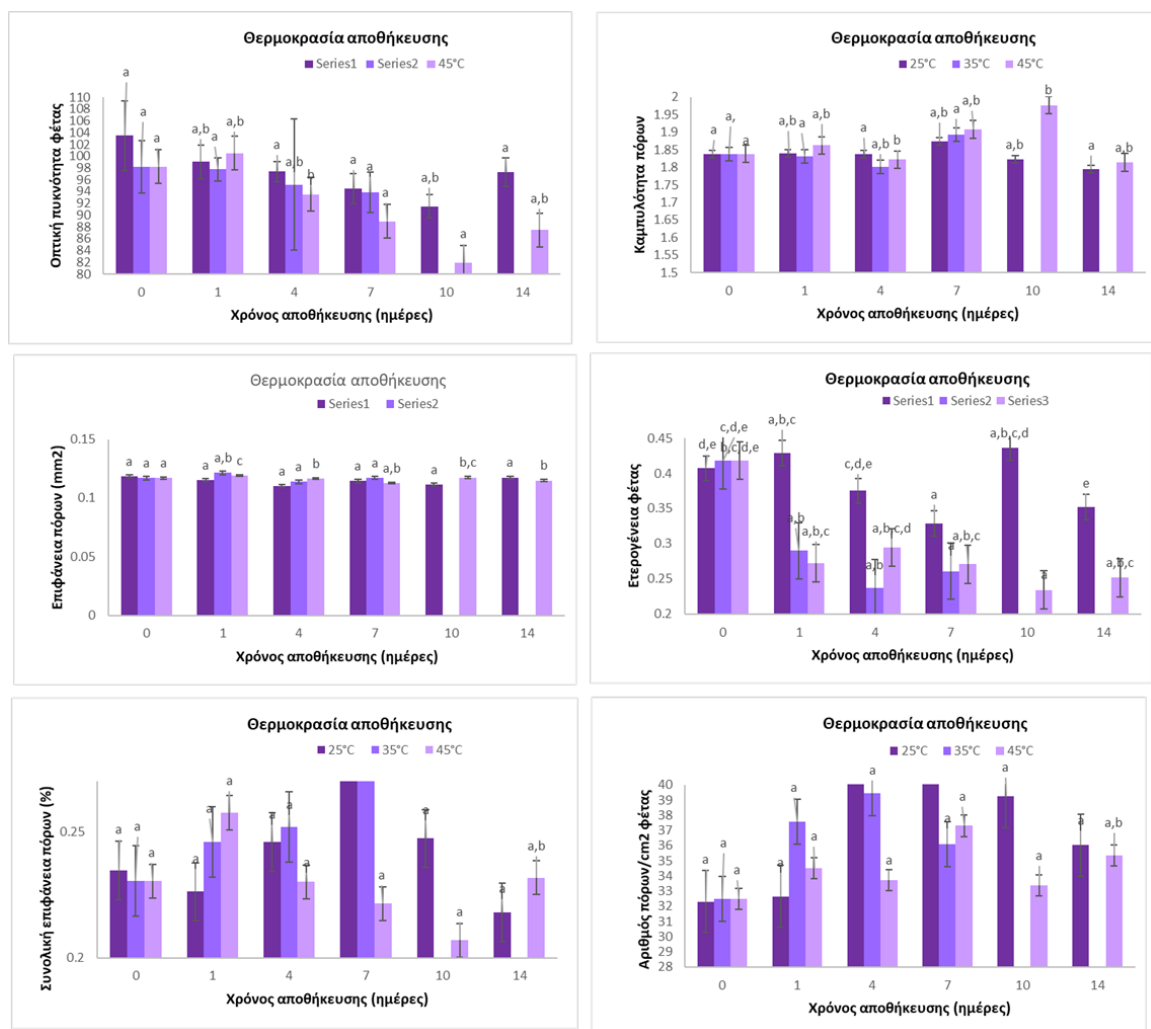 Θερμοκρασία αποθήκευσης
Series1 Series2 45°C
Οπτική πυκνότητα φέτας
110
108
106
104
102
100
98
96
94
92
90
88
86
84
82
80
a a a
a,b a a,b
a a,b b
a a a
a,b a
a a,b
0 1 4 7 10 14
Χρόνος αποθήκευσης (ημέρες)
Θερμοκρασία αποθήκευσης
25°C 35°C 45°C
Καμπυλότητα πόρων
2
1.95
1.9
1.85
1.8
1.75
1.7
1.65
1.6
1.55
1.5
a a, a
a,b a a,b
a a,b b
a,b a a,b
a,b b
a a,b
0 1 4 7 10 14
Χρόνος αποθήκευσης (ημέρες)
Θερμοκρασία αποθήκευσης
Series1 Series2
Επιφάνεια πόρων (mm2)
0.15
0.1
0.05
0
a a a
a a,b c
a a b
a a a,b
a b,c
a b
0 1 4 7 10 14
Χρόνος αποθήκευσης (ημέρες)
Θερμοκρασία αποθήκευσης
Series1 Series2 Series3
Ετερογένεια φέτας
0.45
0.4
0.35
0.3
0.25
0.2
d,e c,d,e b,c,d,e
a,b,c a,b a,b,c
c,d,e a,b a,b,c,d
a a a,b,c
a,b,c,d a
e a,b,c
0 1 4 7 10 14
Χρόνος αποθήκευσης (ημέρες)
Θερμοκρασία αποθήκευσης
25°C 35°C 45°C
Συνολική επιφάνεια πόρων (%)
0.25
0.2
a a a
a a a
a a a
a
a a
a a,b
0 1 4 7 10 14
Χρόνος αποθήκευσης (ημέρες)
Θερμοκρασία αποθήκευσης
25°C 35°C 45°C
Αριθμός πόρων/cm2 φέτας
40
39
38
37
36
35
34
33
32
31
30
29
28
a a a
a a a
a a
a a
a a
a a,b
0 1 4 7 10 14
Χρόνος αποθήκευσης (ημέρες)